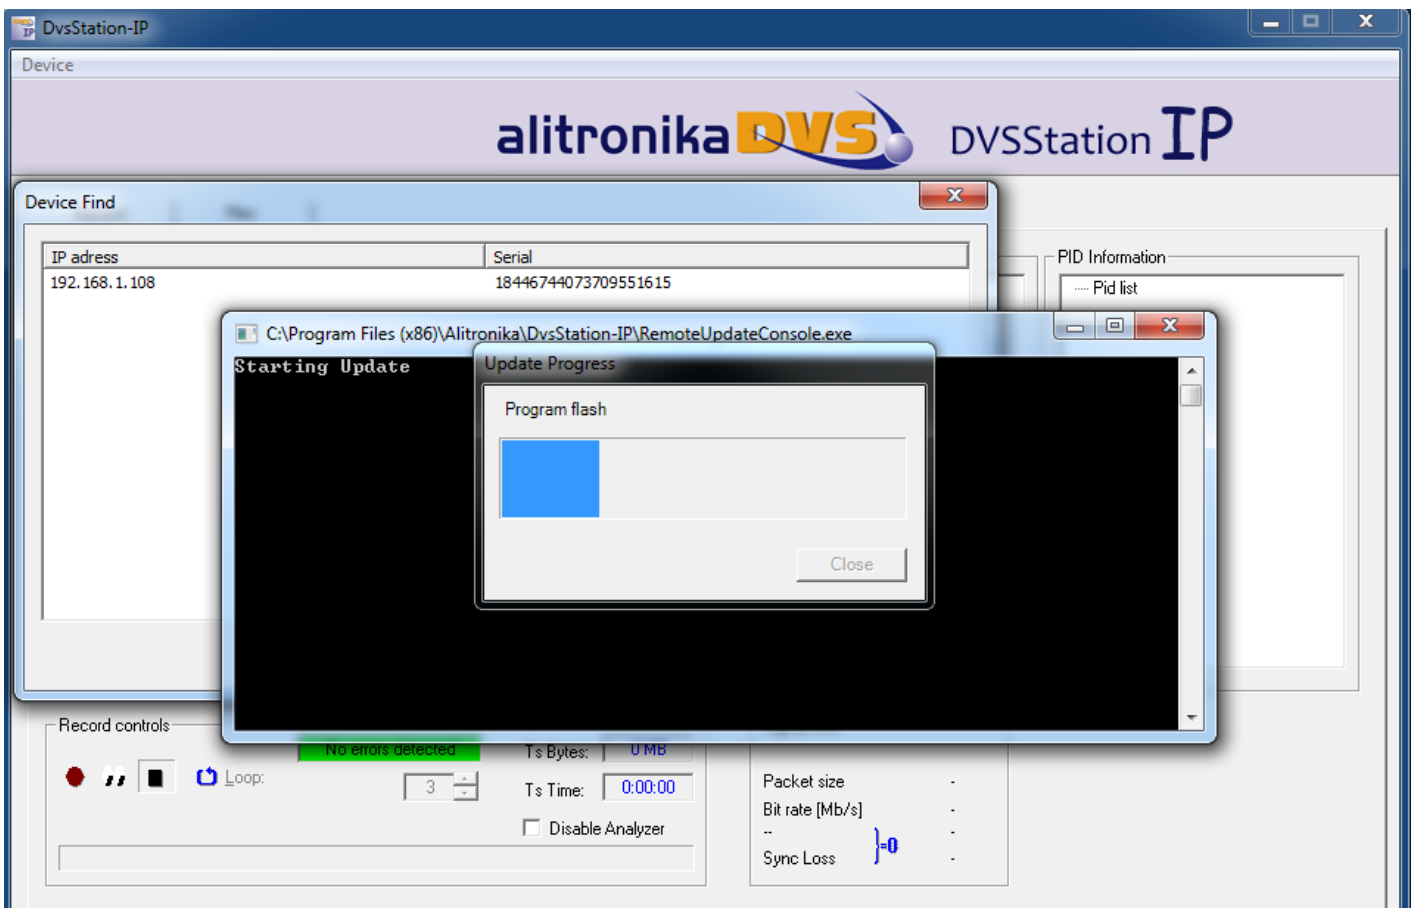 DvsStation-IP
Device
alitronika DVS DVSStation IP
Device Find
IP adress Serial
192.168.1.108 18446744073709551615
PID Information
Pid list
C:\Program Files (x86)\Alitronika\DvsStation-IP\RemoteUpdateConsole.exe
Starting Update
Update Progress
Program flash
Close
Record controls
No errors detected
Ts Bytes: 0 MB
Loop: 3
Ts Time: 0:00:00
Disable Analyzer
Packet size -
Bit rate [Mb/s] -
-- -
Sync Loss }=0 -